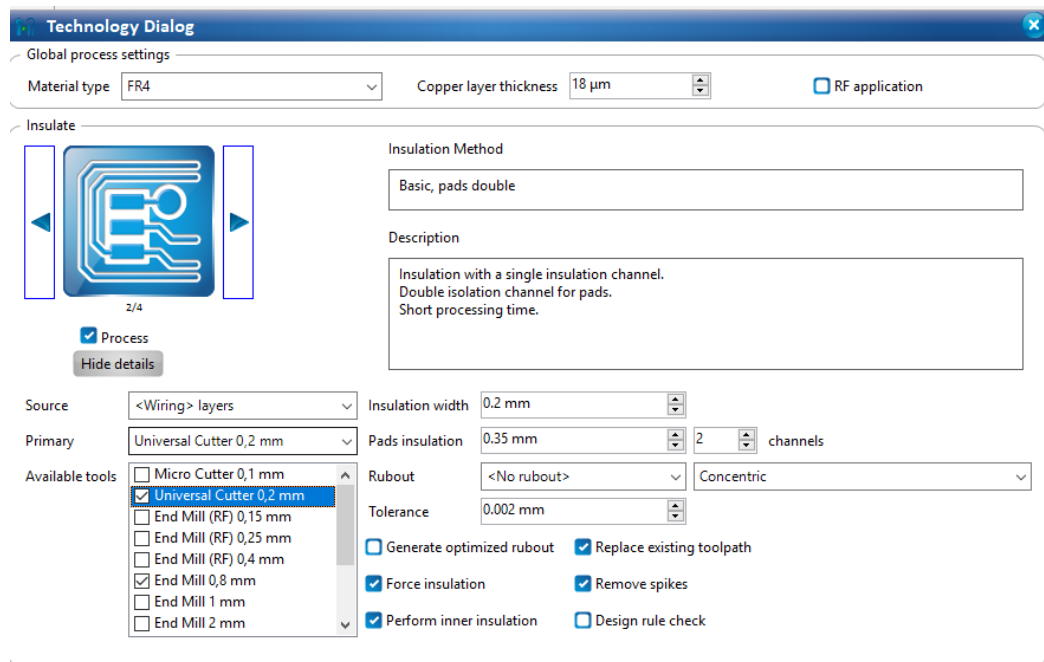 Technology Dialog
Global process settings
Material type FR4 Copper layer thickness 18 µm RF application
Insulate
Insulation Method
Basic, pads double
Description
Insulation with a single insulation channel.
Double isolation channel for pads.
Short processing time.
2/4
Process
Hide details
Source <Wiring> layers Insulation width 0.2 mm
Primary Universal Cutter 0,2 mm Pads insulation 0.35 mm 2 channels
Available tools Micro Cutter 0,1 mm Rubout <No rubout> Concentric
Universal Cutter 0,2 mm
End Mill (RF) 0,15 mm Tolerance 0.002 mm
End Mill (RF) 0,25 mm Generate optimized rubout Replace existing toolpath
End Mill (RF) 0,4 mm
End Mill 0,8 mm Force insulation Remove spikes
End Mill 1 mm
End Mill 2 mm Perform inner insulation Design rule check